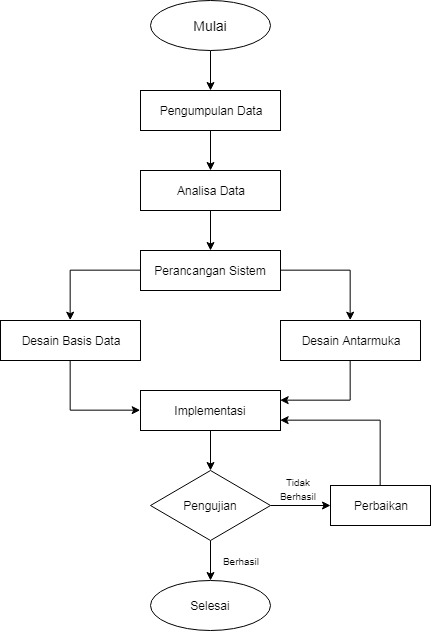 Mulai
Pengumpulan Data
Analisa Data
Perancangan Sistem
Desain Basis Data
Desain Antarmuka
Implementasi
Pengujian
Tidak
Berhasil
Perbaikan
Berhasil
Selesai